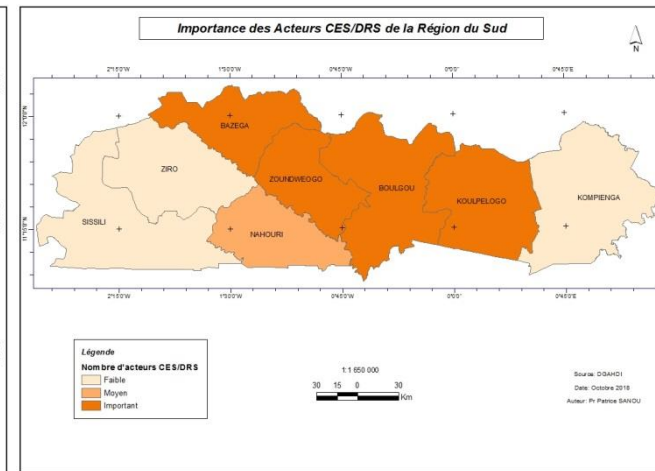 Importance des Acteurs CES/DRS de la Région du Sud
N
2°15'0"O 1°30'0"O 0°45'0"O 0°0'0" 0°45'0"E
12°0'0"N
BAZEGA
ZIRO
ZOUNDWEGGO
BOULGOU
KOULPELOGO
KOMPIENGA
SISSILI
NAHOURI
2°15'0"O 0°45'0"O 0°0'0" 0°45'0"E
Légende
Nombre d'acteurs CES/DRS
Faible
Moyen
Important
1:1 650 000
30 15 0 30
Km
Source: DGAHDI
Date: Octobre 2018
Auteur: Pr Patrice SANOU